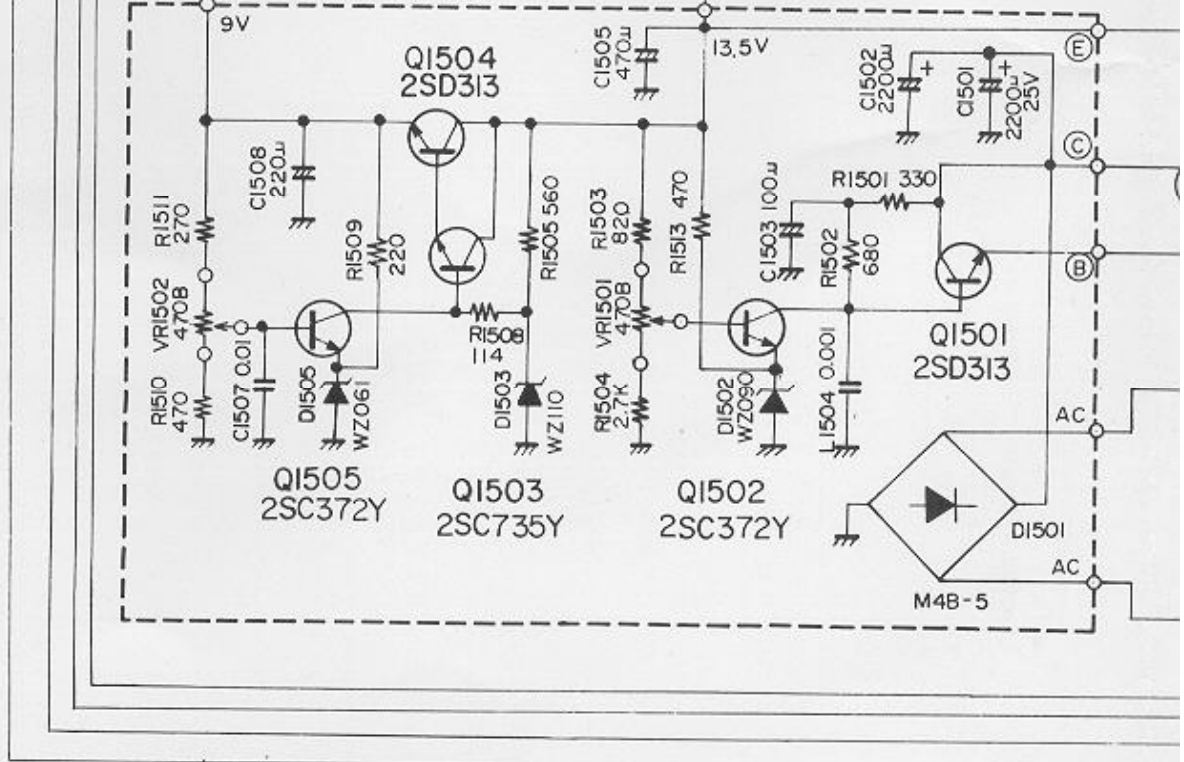 9V
Q1504
2SD313
C1505
470μ
13,5V
C1502
2200μ
+
C1501
2200μ
25V
+
E
C
B
C1508
220μ
R1511
270
R1509
220
R1505 560
R1503
820
R1513 470
C1503 100μ
R1501 330
R1502
680
VR1502
470B
R1508
114
VR1501
470B
Q1501
2SD313
R1510
470
C1507 0.01
D1505
WZ061
D1503
WZ110
R1504
2.7K
D1502
WZ090
L1504 0.001
AC
Q1505
2SC372Y
Q1503
2SC735Y
Q1502
2SC372Y
D1501
AC
M4B-5